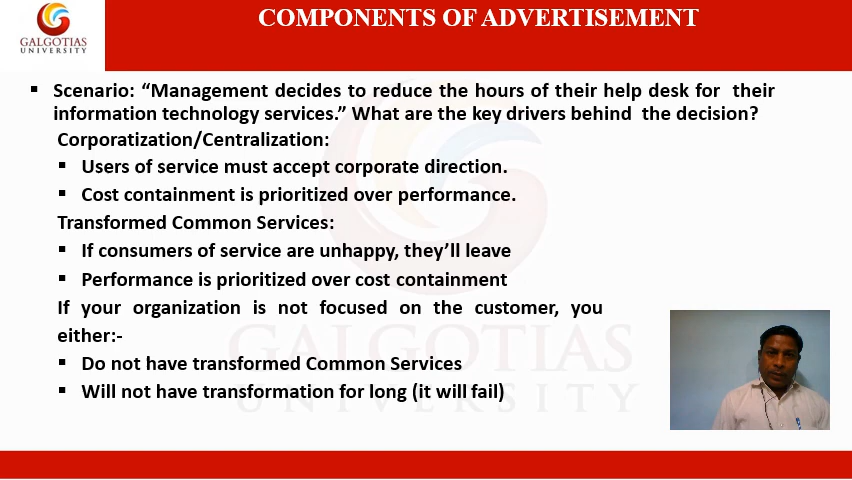 COMPONENTS OF ADVERTISEMENT
GALGOTIAS
UNIVERSITY
▪ Scenario: “Management decides to reduce the hours of their help desk for their
information technology services.” What are the key drivers behind the decision?
Corporatization/Centralization:
▪ Users of service must accept corporate direction.
▪ Cost containment is prioritized over performance.
Transformed Common Services:
▪ If consumers of service are unhappy, they’ll leave
▪ Performance is prioritized over cost containment
If your organization is not focused on the customer, you
either:-
▪ Do not have transformed Common Services
▪ Will not have transformation for long (it will fail)
GALGOTIAS
UNIVERSITY